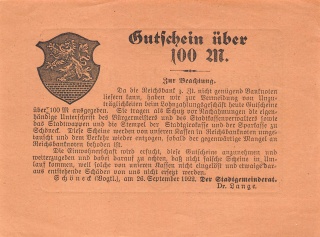 Gutschein über
100 M.
Zur Beachtung.
Da die Reichsbank z. Zt. nicht genügend Banknoten
liefern kann, haben wir zur Vermeidung von Unzu-
träglichkeiten beim Lohnzahlungsgeschäft heute Gutscheine
über 100 M ausgegeben. Sie tragen als Schutz vor Nachahmungen die eigen-
händige Unterschrift des Bürgermeisters und des Stadtkassenverwalters sowie
das Stadtwappen und die Stempel der Stadtgirokasse und der Sparkasse zu
Schöneck. Diese Scheine werden von unseren Kassen in Reichsbanknoten umge-
tauscht und dem Verkehr wieder entzogen, sobald der gegenwärtige Mangel an
Reichsbanknoten behoben ist.
Die Einwohnerschaft wird ersucht, diese Gutscheine anzunehmen und
weiterzugeben und dabei darauf zu achten, daß nicht falsche Scheine in Um-
lauf kommen, weil solche von unseren Kassen nicht eingelöst und etwaige dar-
aus entstehende Schäden von uns nicht ersetzt werden.
Schöneck (Vogtl.), am 26. September 1922. Der Stadtgemeinderat.
Dr. Lange.